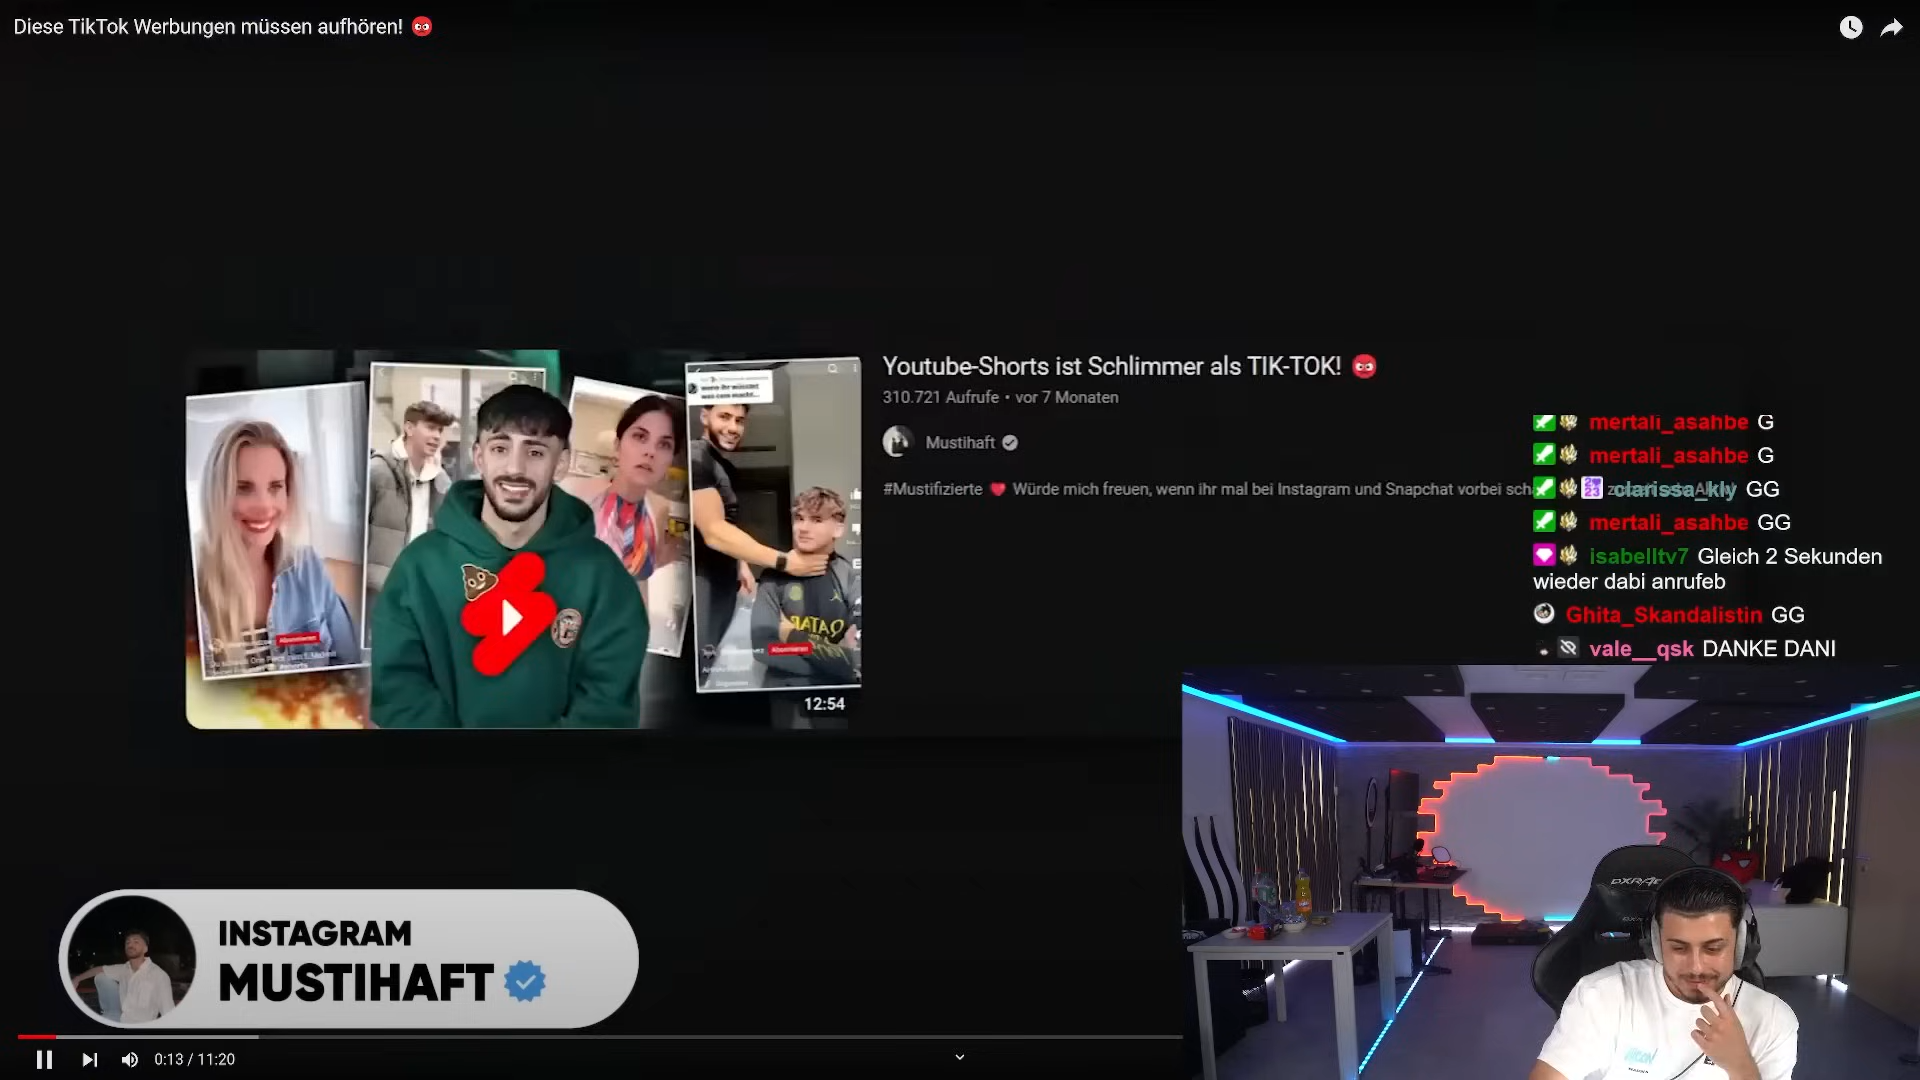 Diese TikTok Werbungen müssen aufhören!
Youtube-Shorts ist Schlimmer als TIK-TOK!
310.721 Aufrufe • vor 7 Monaten
Mustihaft
#Mustifizierte ❤ Würde mich freuen, wenn ihr mal bei Instagram und Snapchat vorbei
12:54
Abonnieren
Abonnieren
QATAR
mertali_asahbe G
mertali_asahbe G
clarissa_kly GG
mertali_asahbe GG
isabelltv7 Gleich 2 Sekunden
wieder dabi anrufeb
Ghita_Skandalistin GG
vale__qsk DANKE DANI
INSTAGRAM
MUSTIHAFT
0:13 / 11:20